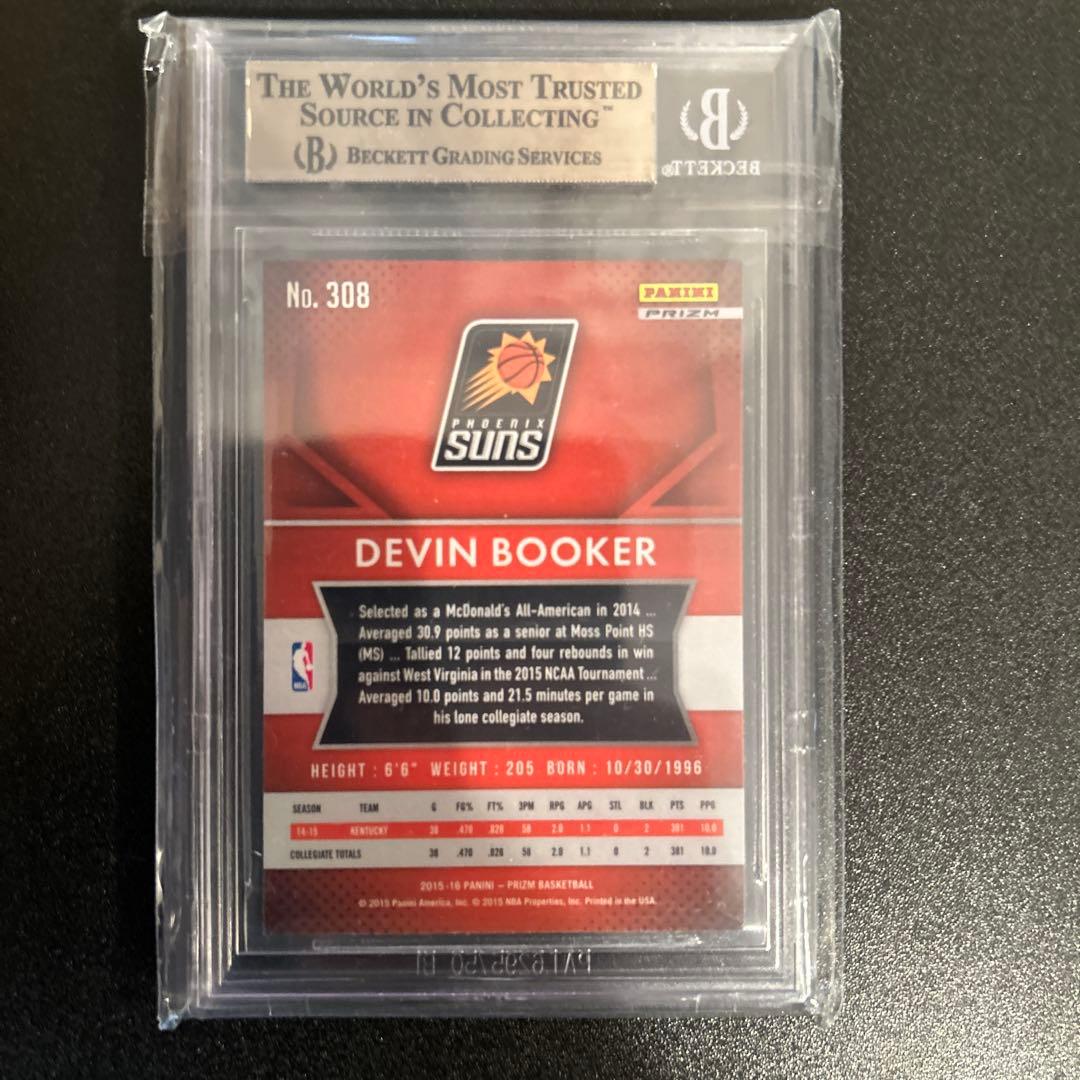 THE WORLD'S MOST TRUSTED
SOURCE IN COLLECTING™
(B) BECKETT GRADING SERVICES
B
BECKETT®
No. 308
PANINI
PRIZM
PHOENIX
SUNS
DEVIN BOOKER
Selected as a McDonald's All-American in 2014 ...
Averaged 30.9 points as a senior at Moss Point HS
(MS) ... Tallied 12 points and four rebounds in win
against West Virginia in the 2015 NCAA Tournament ...
Averaged 10.0 points and 21.5 minutes per game in
his lone collegiate season.
NBA
HEIGHT : 6'6" WEIGHT : 205 BORN : 10/30/1996
SEASON TEAM G FG% FT% 3PM RPG APG STL BLK PTS PPG
14-15 KENTUCKY 38 .470 .828 58 2.0 1.1 0 2 381 10.0
COLLEGIATE TOTALS 38 .470 .828 58 2.0 1.1 0 2 381 10.0
2015-16 PANINI – PRIZM BASKETBALL
© 2015 Panini America, Inc. © 2015 NBA Properties, Inc. Printed in the USA.